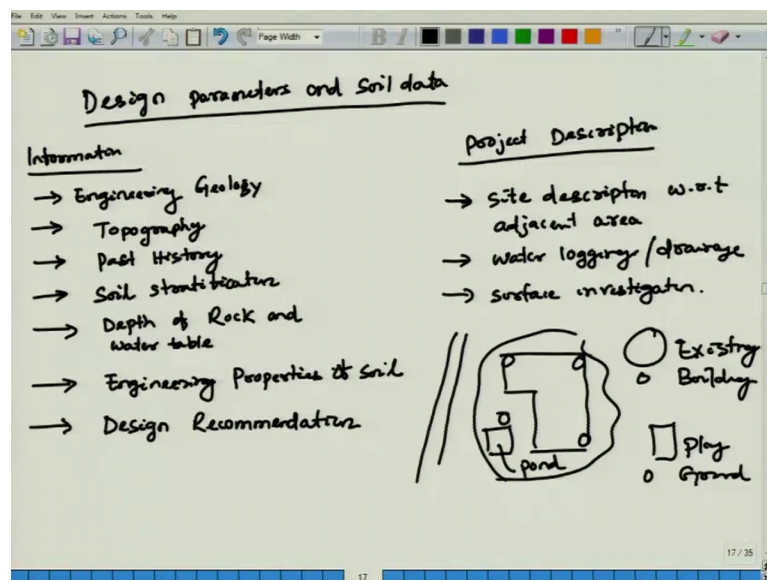 File Edit View Insert Actions Tools Help
Page Width
B I
Design parameters and Soil data
Information
→ Engineering Geology
→ Topography
→ Past History
→ Soil stratification
→ Depth of Rock and
water table
→ Engineering Properties of soil
→ Design Recommendation
Project Description
→ site description w.r.t
adjacent area
→ water logging / drainage
→ surface investigation.
Existing
Building
pond
play
Ground
17 / 35
17